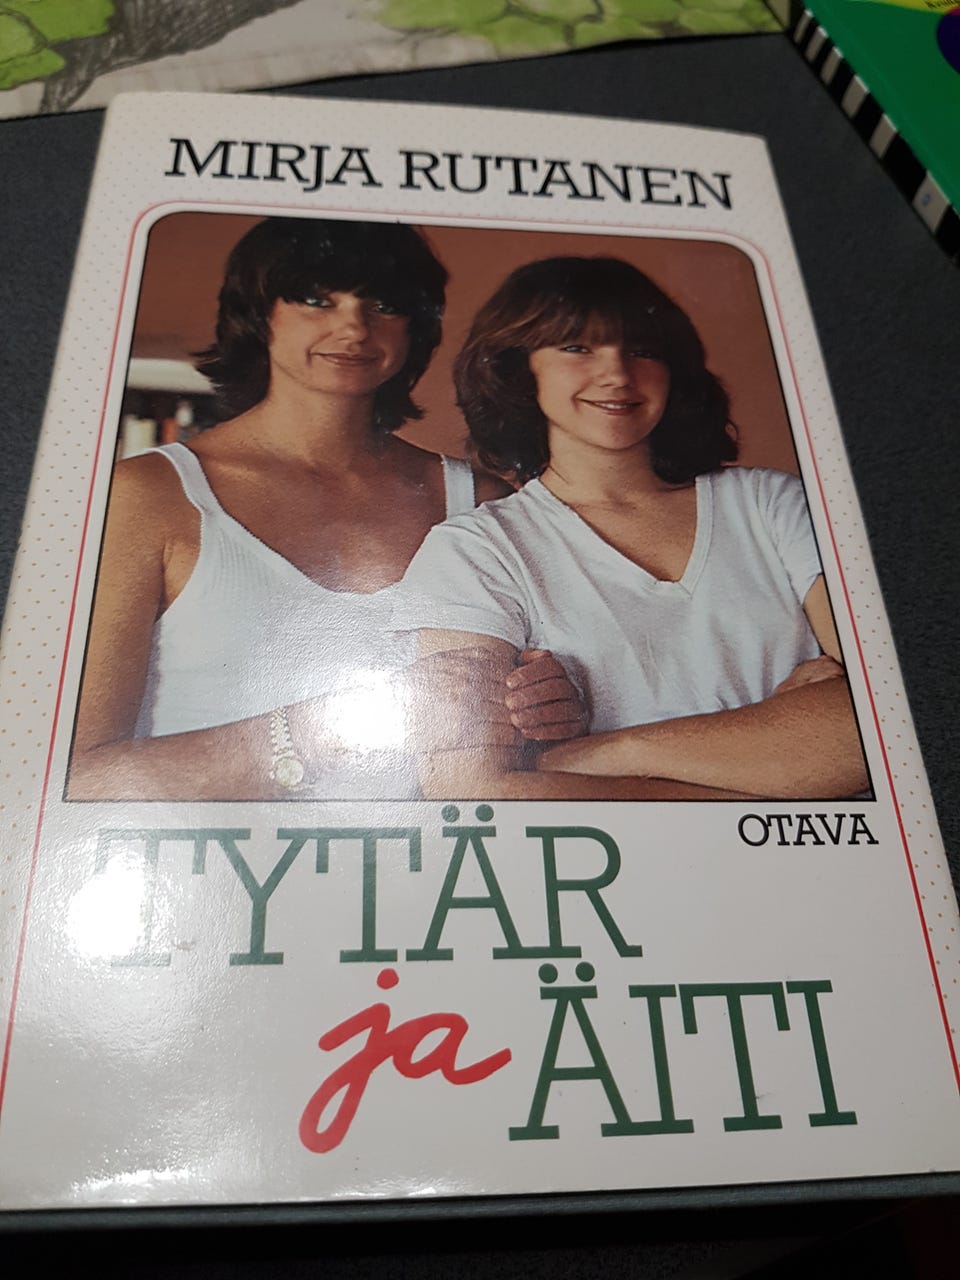 MIRJA RUTANEN
OTAVA
TYTÄR
ja ÄITI